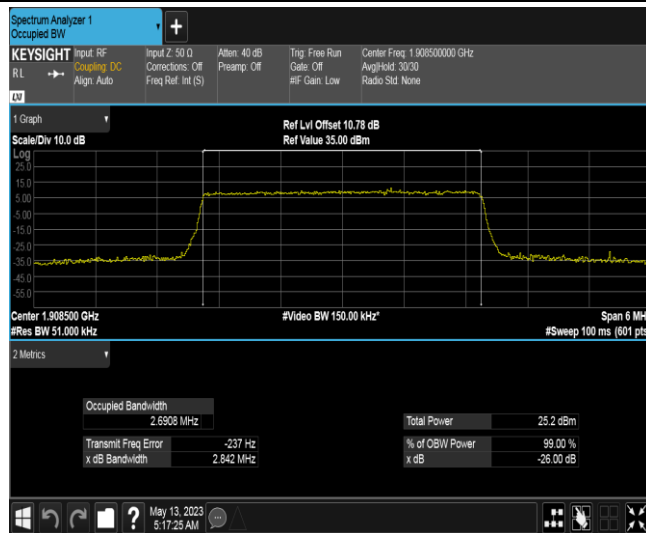 Spectrum Analyzer 1
Occupied BW
+
KEYSIGHT
RL
LXI
Input: RF
Coupling: DC
Align: Auto
Input Z: 50 Ω
Corrections: Off
Freq Ref: Int (S)
Atten: 40 dB
Preamp: Off
Trig: Free Run
Gate: Off
#IF Gain: Low
Center Freq: 1.908500000 GHz
Avg|Hold: 30/30
Radio Std: None
1 Graph
Scale/Div 10.0 dB
Ref Lvl Offset 10.78 dB
Ref Value 35.00 dBm
Log
25.0
15.0
5.00
-5.00
-15.0
-25.0
-35.0
-45.0
-55.0
Center 1.908500 GHz
#Res BW 51.000 kHz
#Video BW 150.00 kHz*
Span 6 MH
#Sweep 100 ms (601 pts
2 Metrics
Occupied Bandwidth
2.6908 MHz
Transmit Freq Error -237 Hz
x dB Bandwidth 2.842 MHz
Total Power 25.2 dBm
% of OBW Power 99.00 %
x dB -26.00 dB
?
May 13, 2023
5:17:25 AM